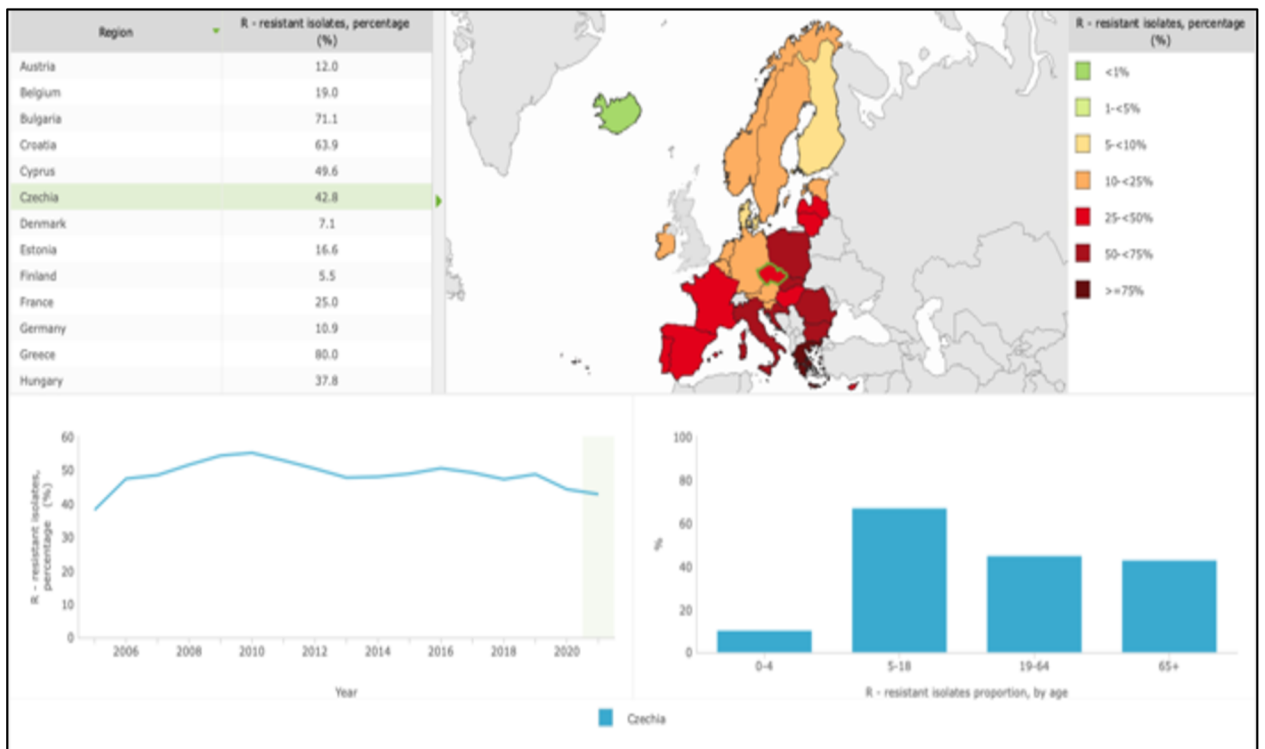 Region
R - resistant isolates, percentage
(%)
Austria 12.0
Belgium 19.0
Bulgaria 71.1
Croatia 63.9
Cyprus 49.6
Czechia 42.8
Denmark 7.1
Estonia 16.6
Finland 5.5
France 25.0
Germany 10.9
Greece 80.0
Hungary 37.8
R - resistant isolates, percentage
(%)
<1%
1-<5%
5-<10%
10-<25%
25-<50%
50-<75%
>=75%
R - resistant isolates,
percentage (%)
60
50
40
30
20
10
0
2006 2008 2010 2012 2014 2016 2018 2020
Year
%
100
80
60
40
20
0
0-4 5-18 19-64 65+
R - resistant isolates proportion, by age
Czechia